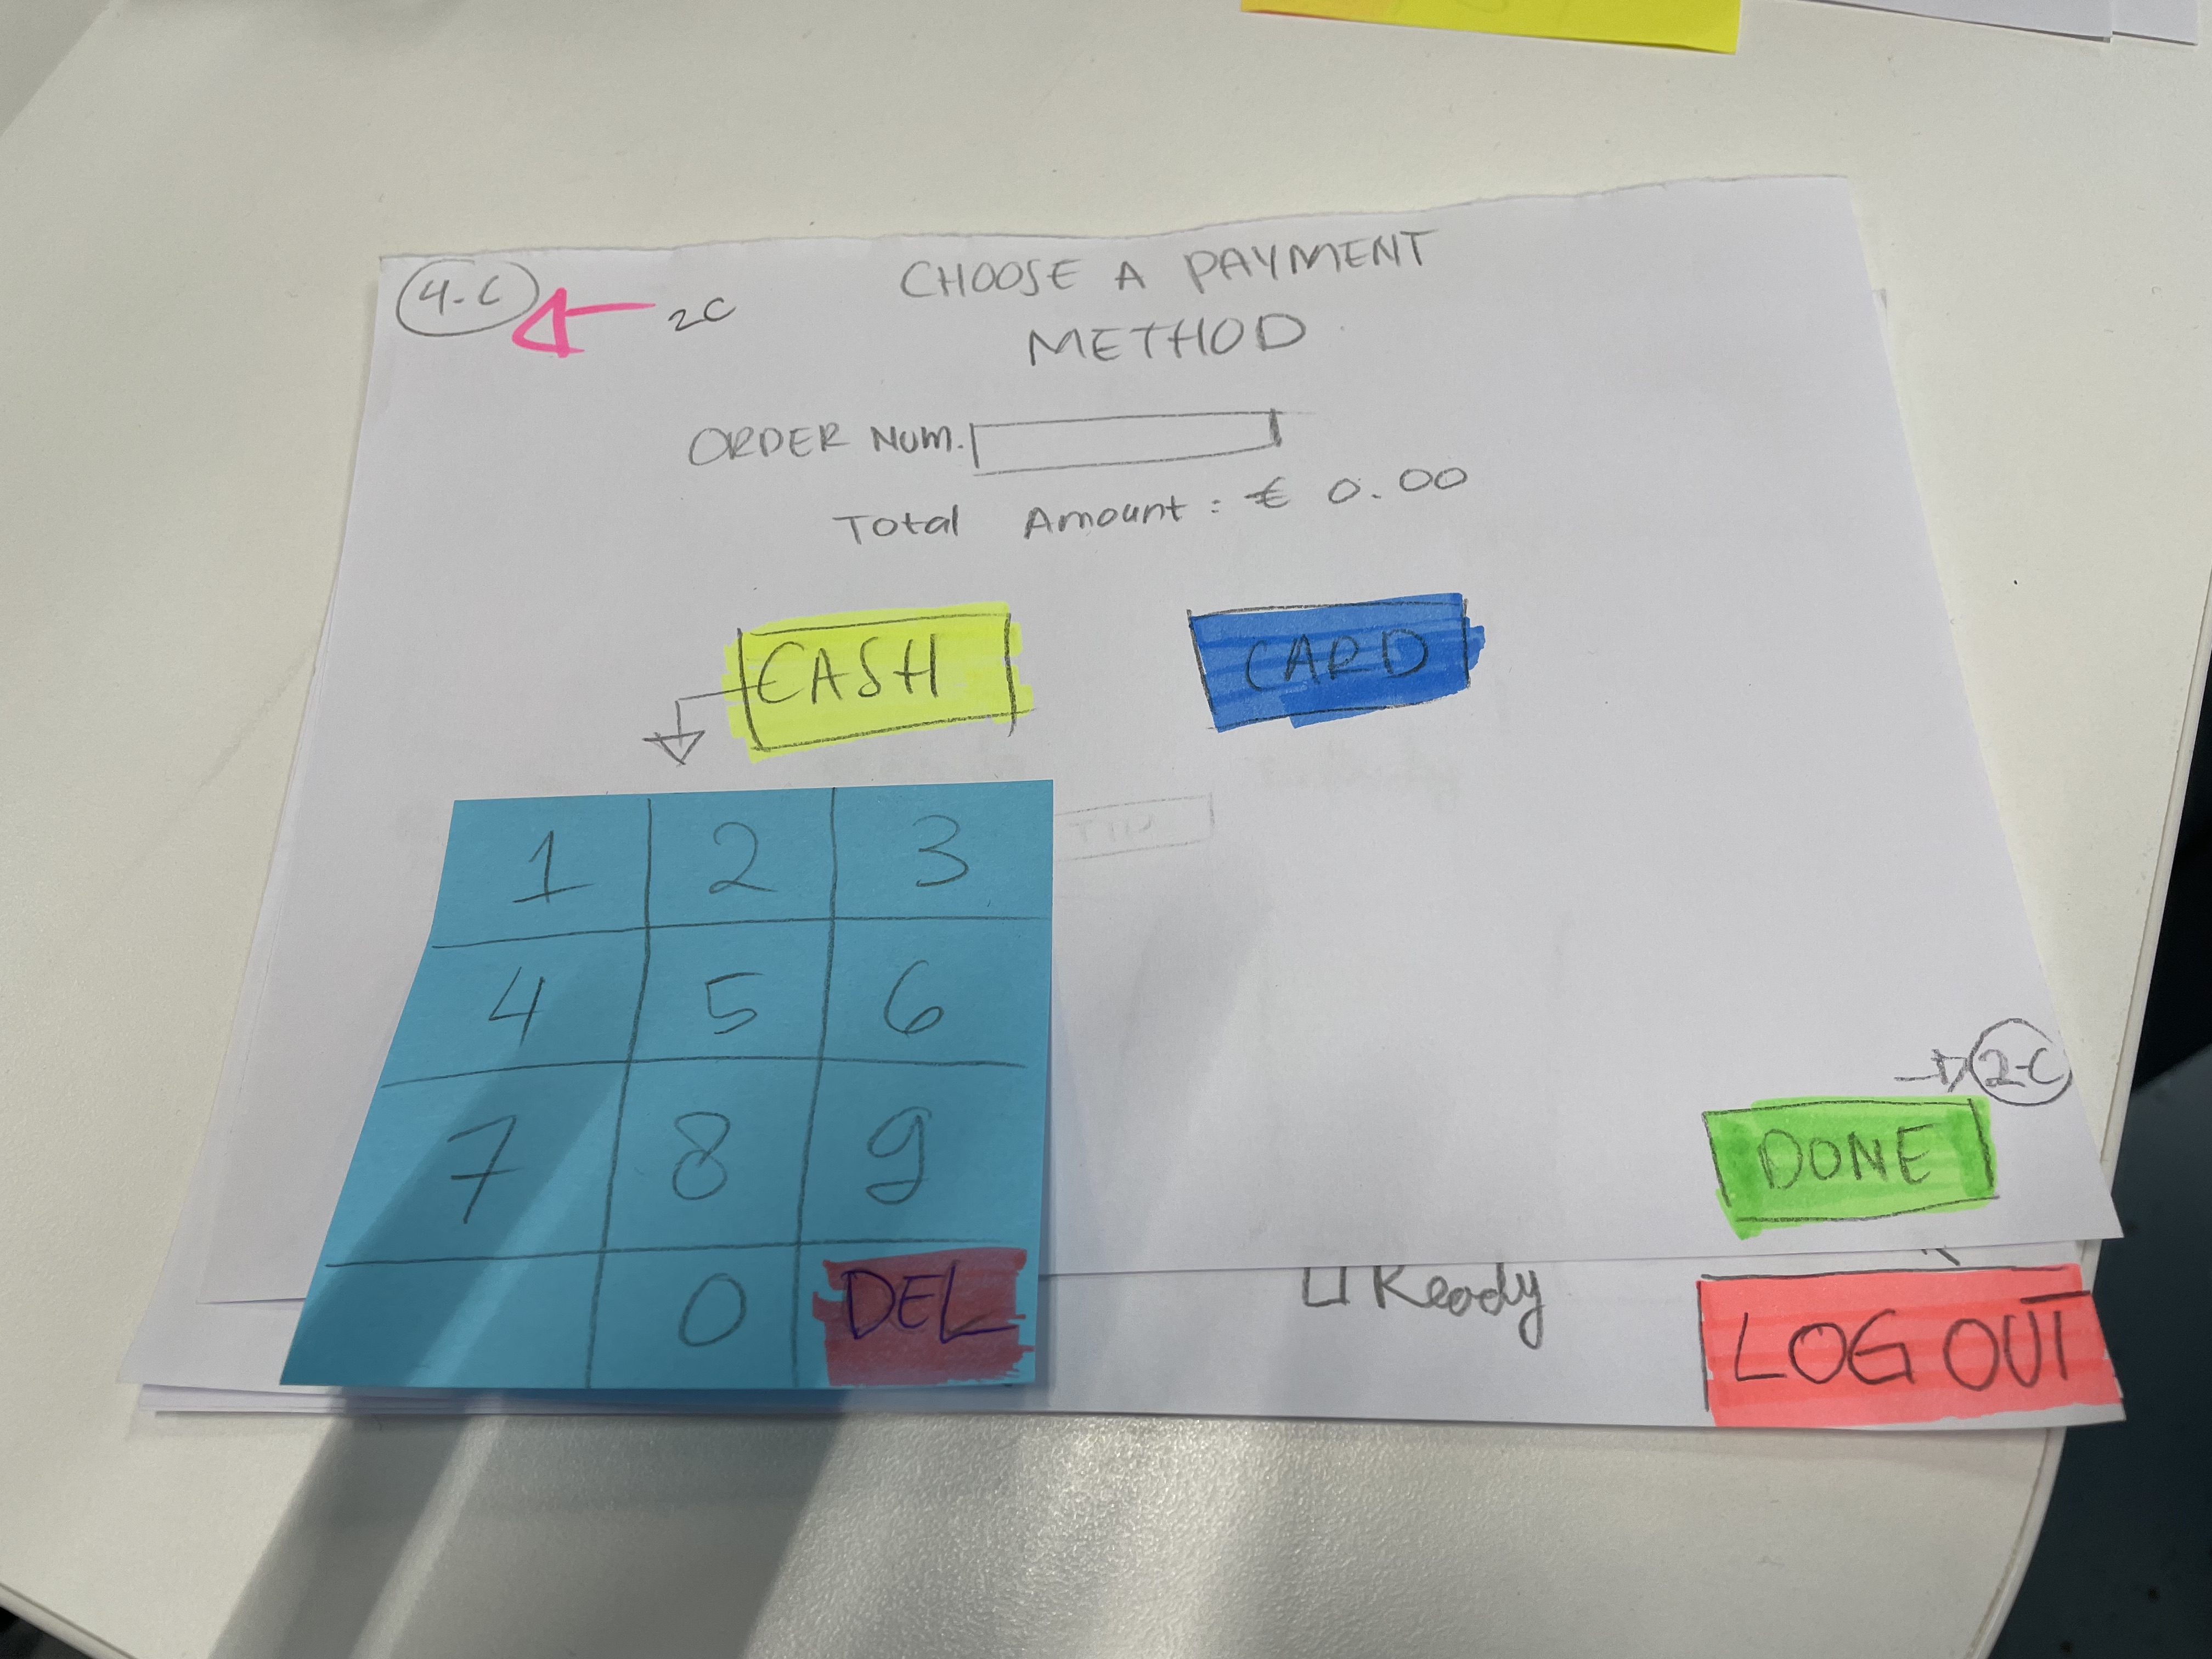 4-C
2C
CHOOSE A PAYMENT
METHOD
ORDER NUM.
Total Amount : € 0.00
CASH
CARD
1 2 3
4 5 6
7 8 9
0 DEL
2-C
DONE
Ready
LOG OUT